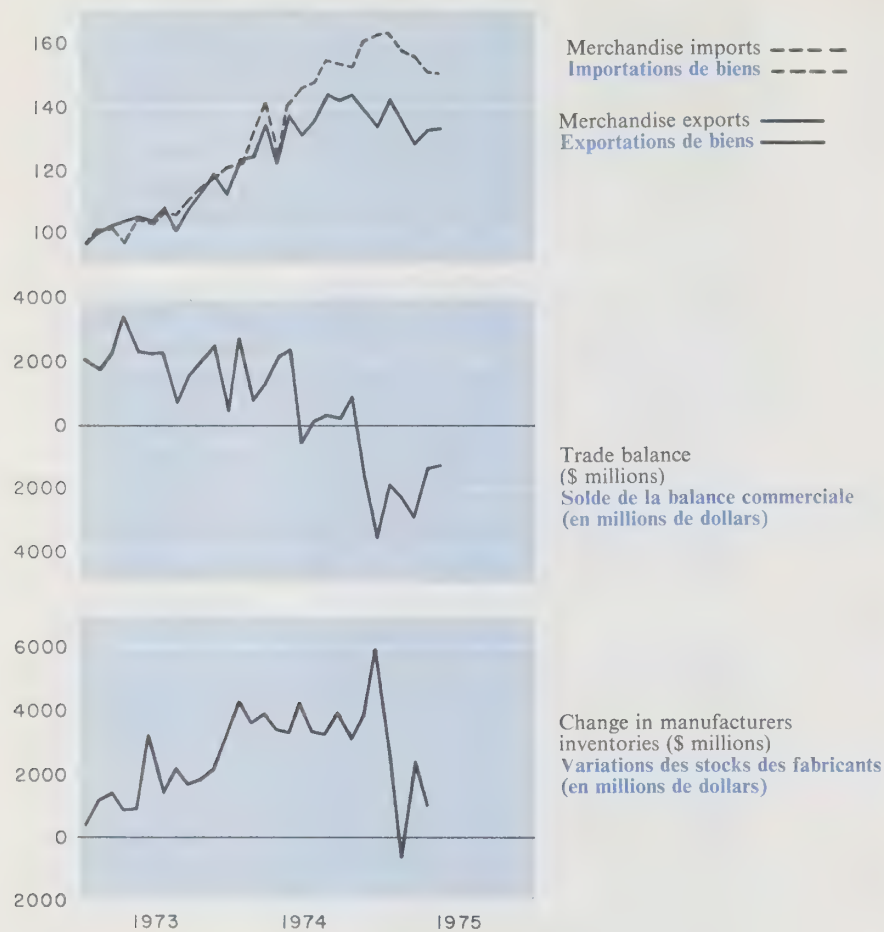 160
140
120
100
Merchandise imports
Importations de biens
Merchandise exports
Exportations de biens
4000
2000
0
2000
4000
Trade balance
($ millions)
Solde de la balance commerciale
(en millions de dollars)
6000
4000
2000
0
2000
Change in manufacturers
inventories ($ millions)
Variations des stocks des fabricants
(en millions de dollars)
1973 1974 1975